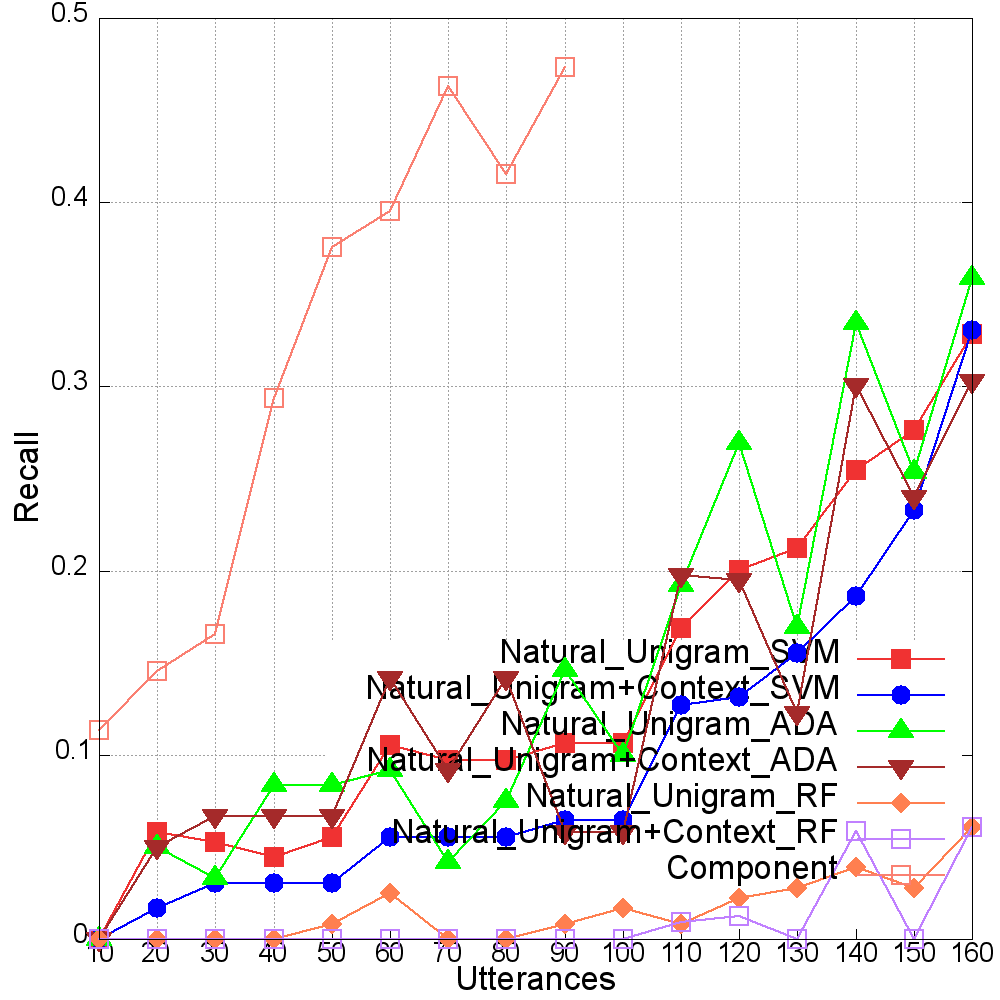 0.5
0.4
0.3
0.2
0.1
0
Recall
Natural_Unigram_SVM
Natural_Unigram+Context_SVM
Natural_Unigram_ADA
Natural_Unigram+Context_ADA
Natural_Unigram_RF
Natural_Unigram+Context_RF
Component
10 20 30 40 50 60 70 80 90 100 110 120 130 140 150 160
Utterances